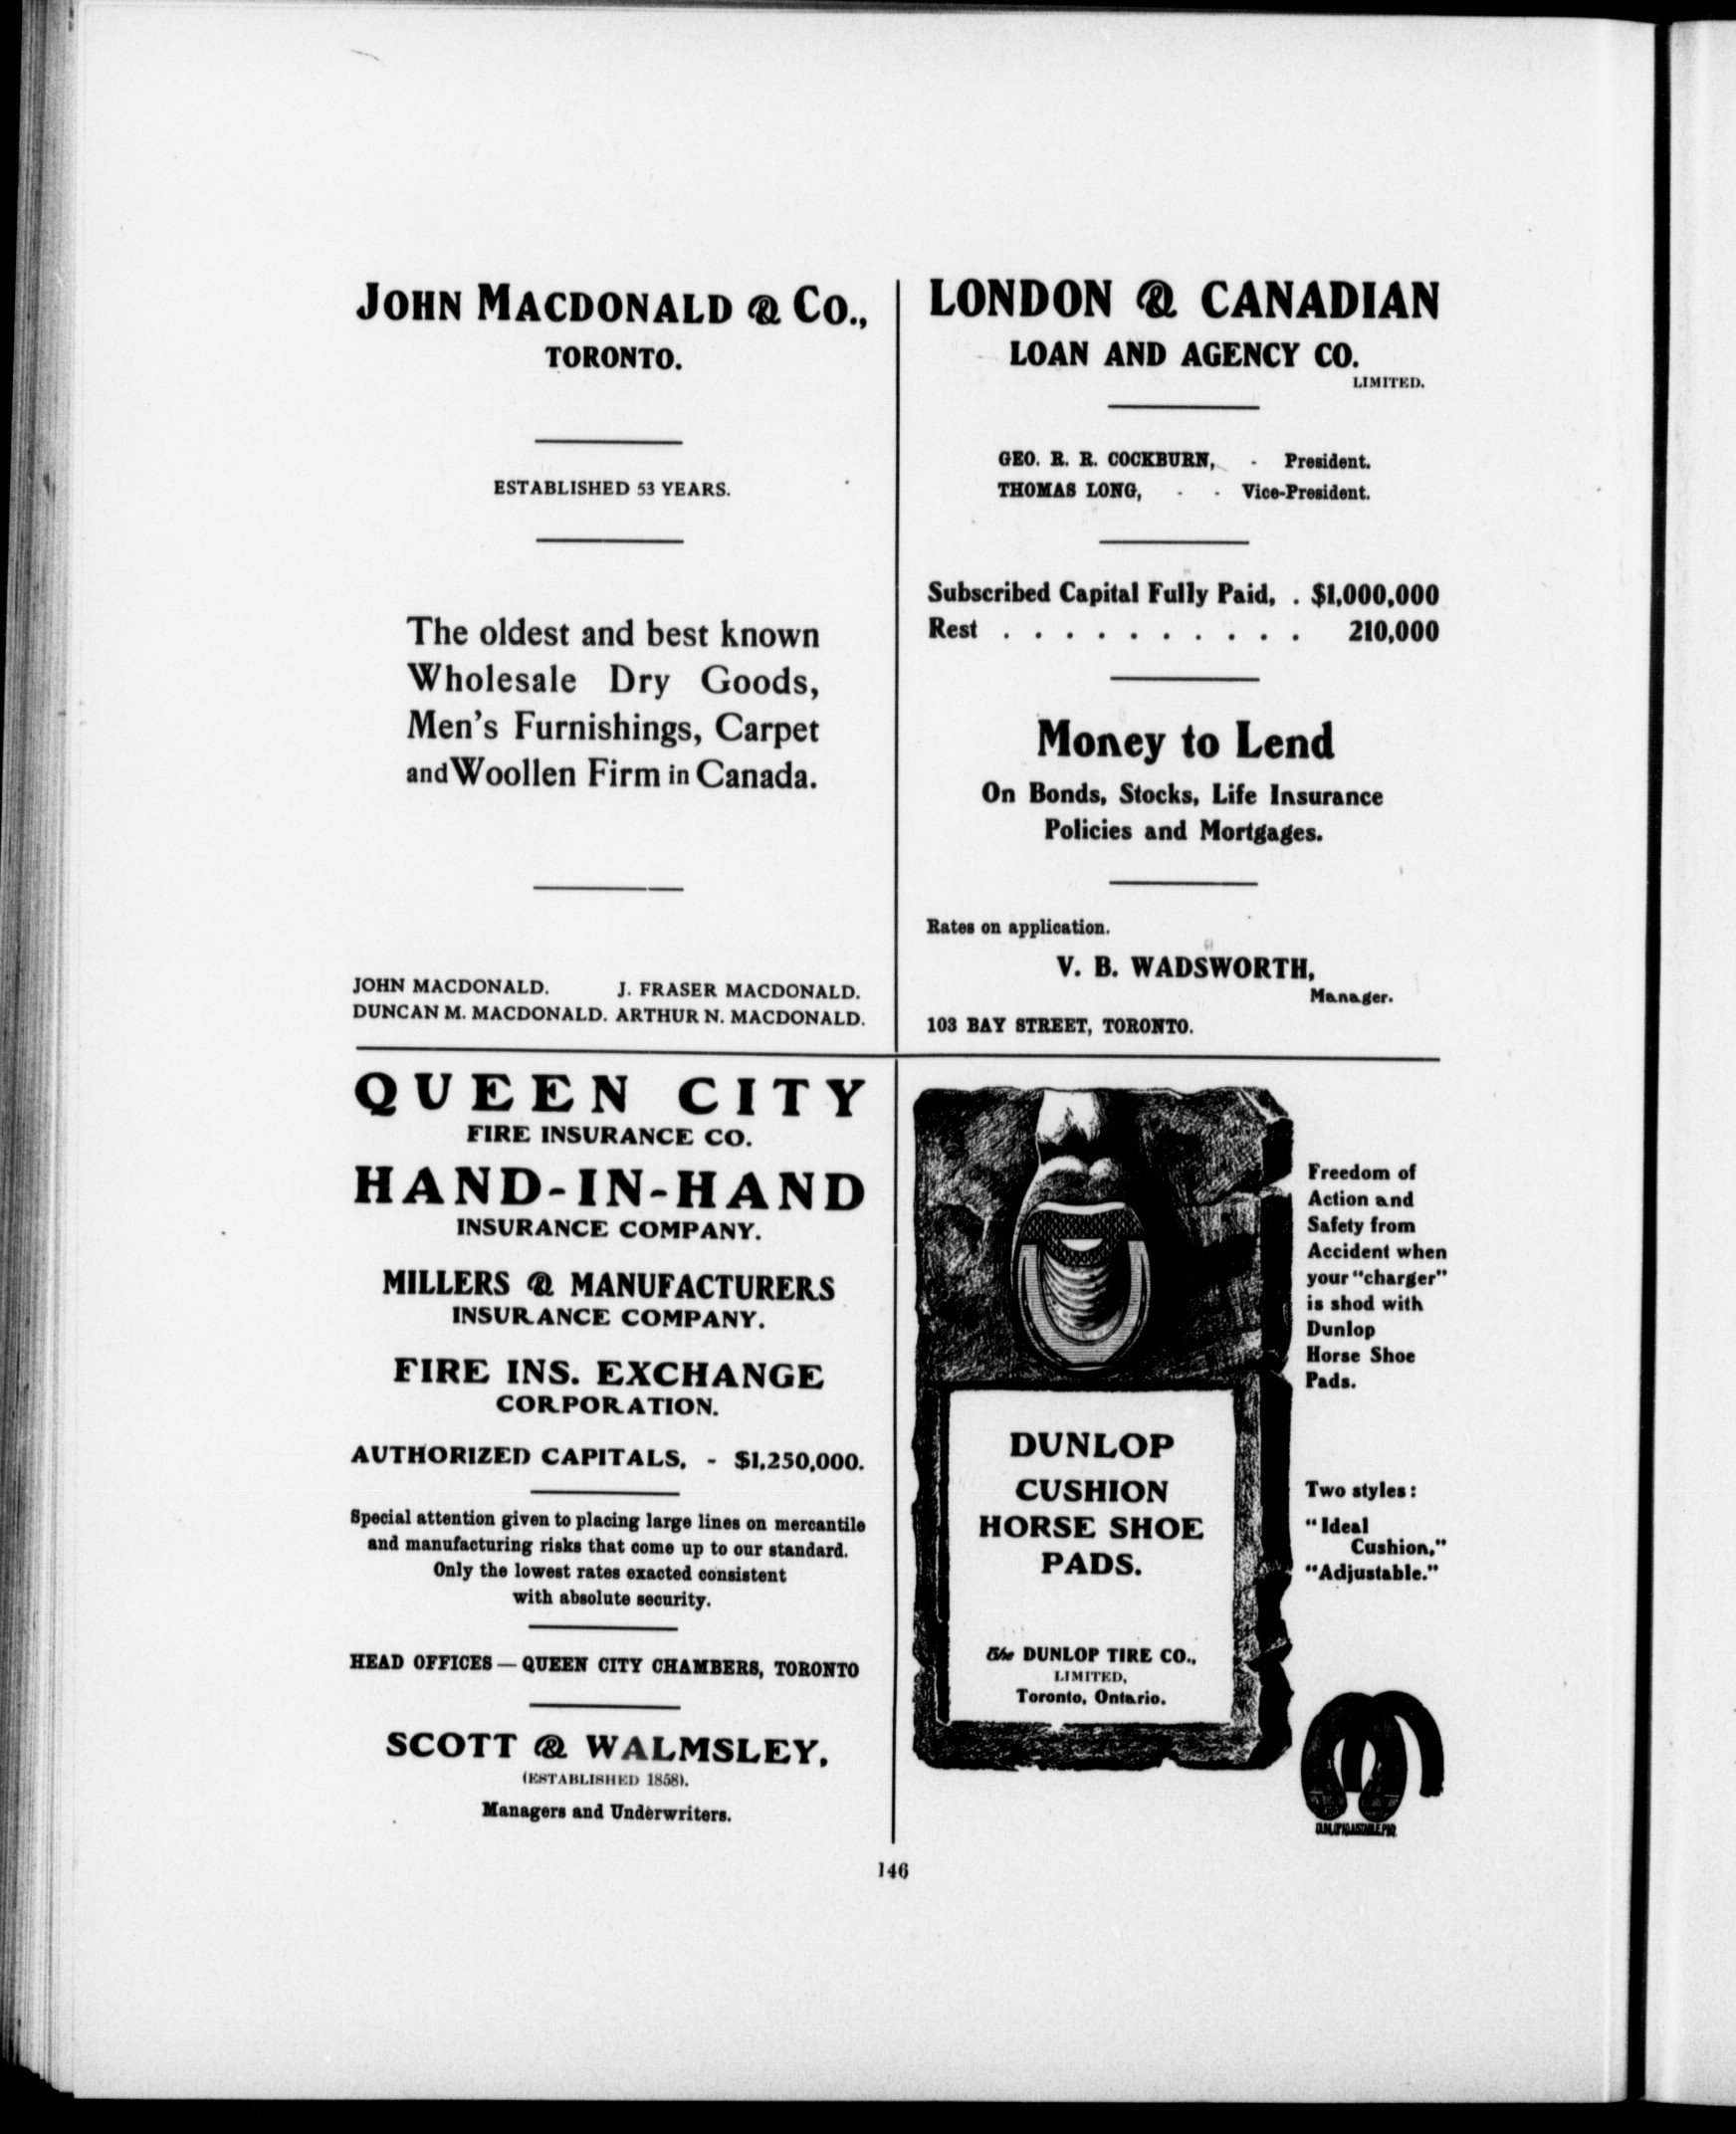 JOHN MACDONALD & CO.,
TORONTO.
ESTABLISHED 53 YEARS.
The oldest and best known
Wholesale Dry Goods,
Men's Furnishings, Carpet
and Woollen Firm in Canada.
JOHN MACDONALD. J. FRASER MACDONALD.
DUNCAN M. MACDONALD. ARTHUR N. MACDONALD.
LONDON & CANADIAN
LOAN AND AGENCY CO.
LIMITED.
GEO. R. R. COCKBURN, - President.
THOMAS LONG, - - Vice-President.
Subscribed Capital Fully Paid, . $1,000,000
Rest . . . . . . . . . . 210,000
Money to Lend
On Bonds, Stocks, Life Insurance
Policies and Mortgages.
Rates on application.
V. B. WADSWORTH,
Manager.
103 BAY STREET, TORONTO.
QUEEN CITY
FIRE INSURANCE CO.
HAND-IN-HAND
INSURANCE COMPANY.
MILLERS & MANUFACTURERS
INSURANCE COMPANY.
FIRE INS. EXCHANGE
CORPORATION.
AUTHORIZED CAPITALS, - $1,250,000.
Special attention given to placing large lines on mercantile
and manufacturing risks that come up to our standard.
Only the lowest rates exacted consistent
with absolute security.
HEAD OFFICES — QUEEN CITY CHAMBERS, TORONTO
SCOTT & WALMSLEY,
(ESTABLISHED 1858).
Managers and Underwriters.
DUNLOP
CUSHION
HORSE SHOE
PADS.
The DUNLOP TIRE CO.,
LIMITED,
Toronto, Ontario.
Freedom of
Action and
Safety from
Accident when
your "charger"
is shod with
Dunlop
Horse Shoe
Pads.
Two styles:
"Ideal
Cushion,"
"Adjustable."
DUNLOP ADJUSTABLE PAD
146